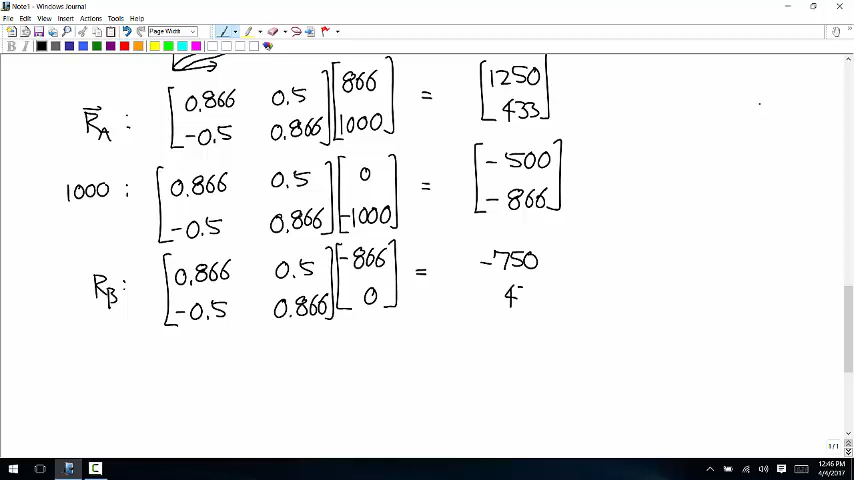 Note1 - Windows Journal
File Edit View Insert Actions Tools Help
Page Width
B I
R⃗A : [0.866 0.5] [866] = [1250]
[-0.5 0.866] [1000] [433]
1000 : [0.866 0.5] [0] = [-500]
[-0.5 0.866] [-1000] [-866]
RB : [0.866 0.5] [-866] = -750
[-0.5 0.866] [0] 4
1/1
12:46 PM
4/4/2017